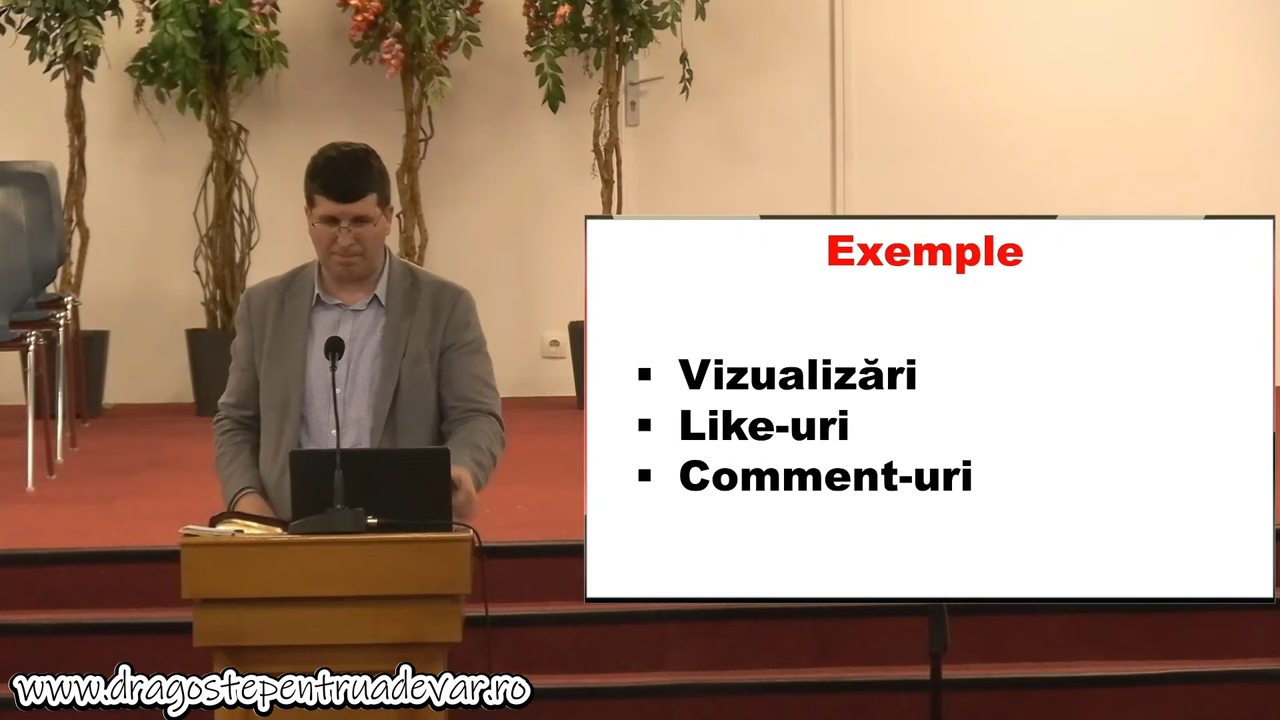 Exemple
▪ Vizualizări
▪ Like-uri
▪ Comment-uri
www.dragostepentruadevar.ro